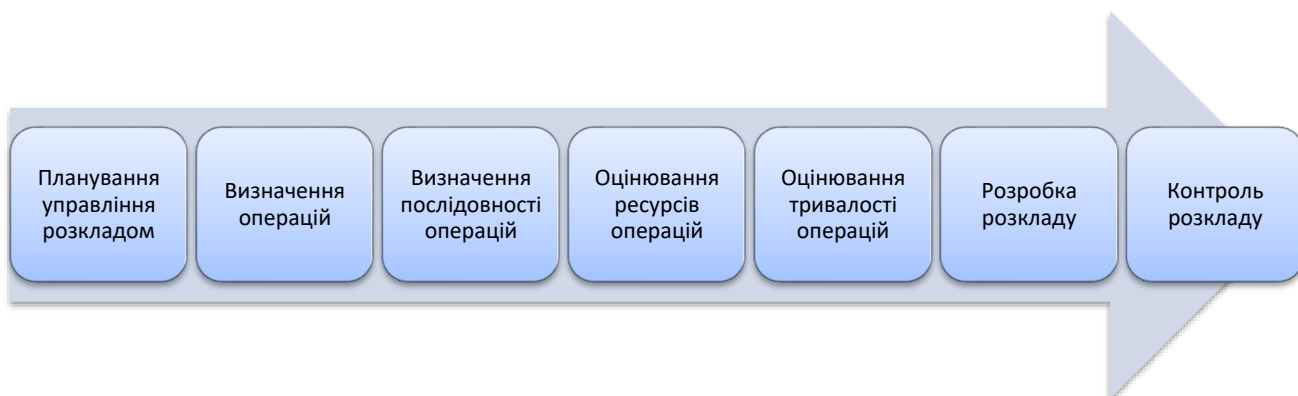 Планування
управління
розкладом
Визначення
операцій
Визначення
послідовності
операцій
Оцінювання
ресурсів
операцій
Оцінювання
тривалості
операцій
Розробка
розкладу
Контроль
розкладу